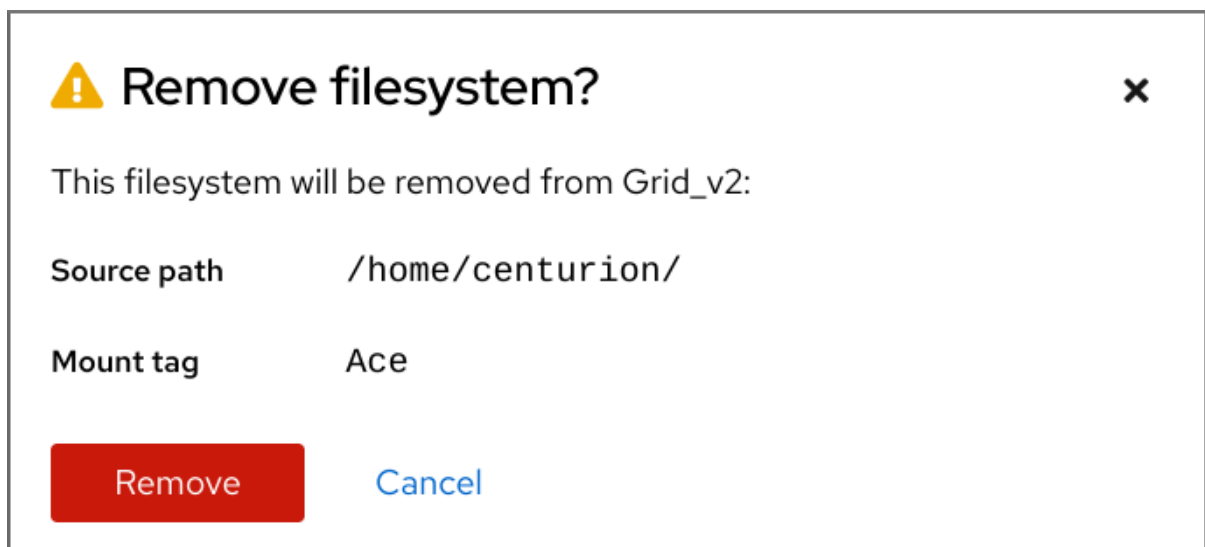 Remove filesystem?
This filesystem will be removed from Grid_v2:
Source path /home/centurion/
Mount tag Ace
Remove Cancel